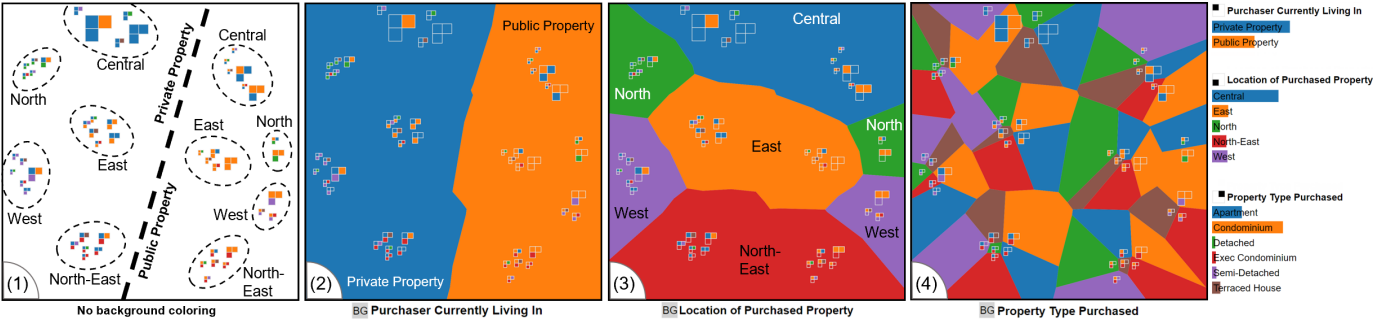 Central
North
East
West
North-East
Private Property
Public Property
Central
East
North
West
North-
East
(1)
No background coloring
Public Property
Private Property
(2)
BG Purchaser Currently Living In
Central
North
North
East
West
West
North-
East
(3)
BG Location of Purchased Property
(4)
BG Property Type Purchased
Purchaser Currently Living In
Private Property
Public Property
Location of Purchased Property
Central
East
North
North-East
West
Property Type Purchased
Apartment
Condominium
Detached
Exec Condominium
Semi-Detached
Terraced House